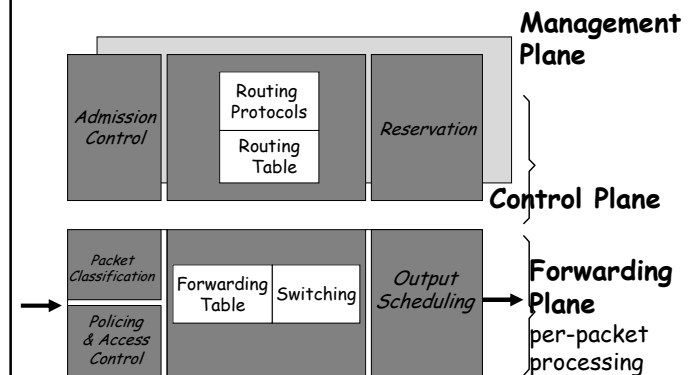 Management
Plane
Admission
Control
Routing
Protocols
Routing
Table
Reservation
Control Plane
Packet
Classification
Policing
& Access
Control
Forwarding
Table
Switching
Output
Scheduling
Forwarding
Plane
per-packet
processing